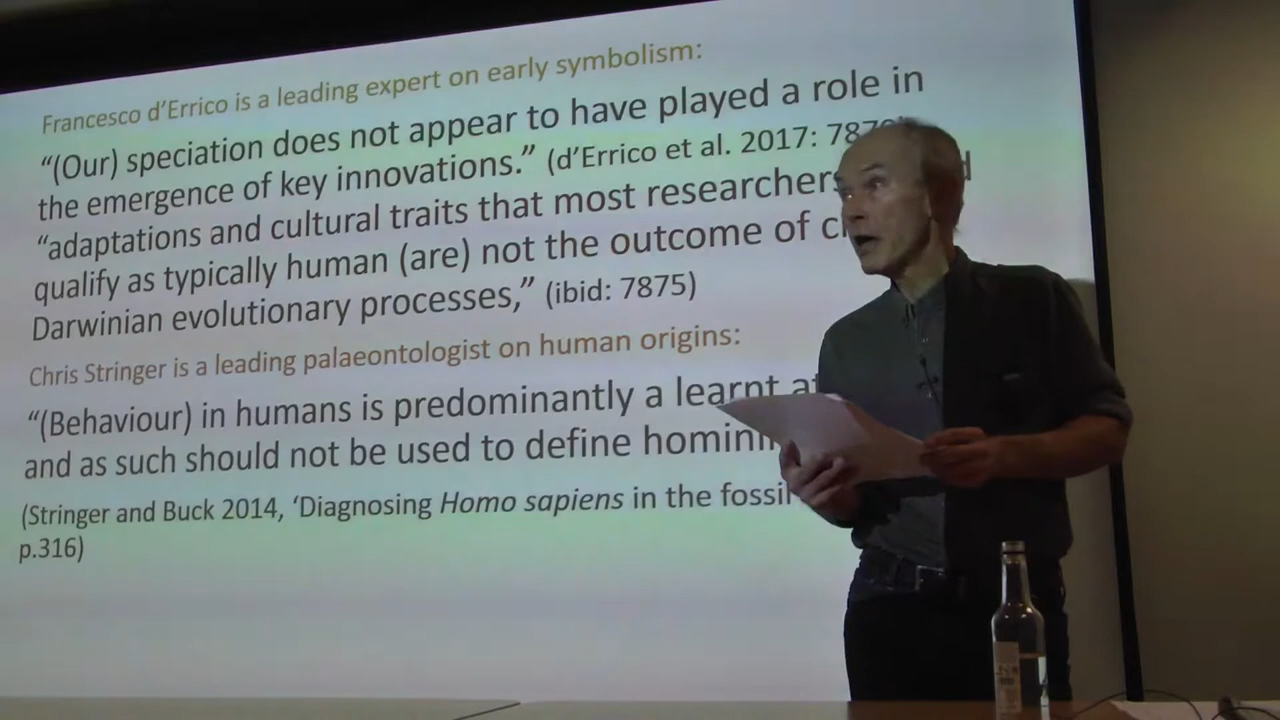 Francesco d'Errico is a leading expert on early symbolism:
“(Our) speciation does not appear to have played a role in
the emergence of key innovations.” (d'Errico et al. 2017:
“adaptations and cultural traits that most
qualify as typically human (are) not the outcome of
Darwinian evolutionary processes,” (ibid: 7875)
Chris Stringer is a leading palaeontologist on human origins:
“(Behaviour) in humans is predominantly a learnt
and as such should not be used to define
(Stringer and Buck 2014, ‘Diagnosing Homo sapiens in the fossil
p.316)